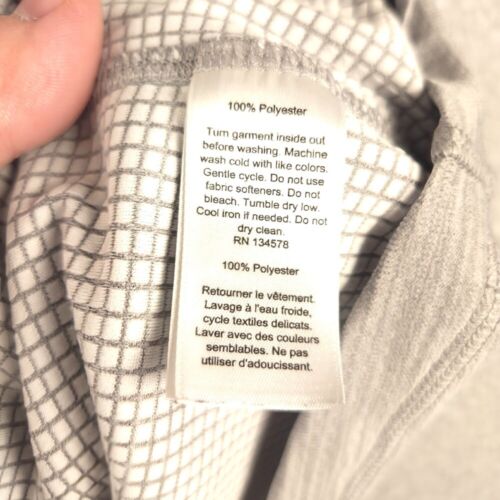 100% Polyester
Turn garment inside out
before washing. Machine
wash cold with like colors.
Gentle cycle. Do not use
fabric softeners. Do not
bleach. Tumble dry low.
Cool iron if needed. Do not
dry clean.
RN 134578
100% Polyester
Retourner le vêtement.
Lavage à l'eau froide,
cycle textiles delicats.
Laver avec des couleurs
semblables. Ne pas
utiliser d'adoucissant.